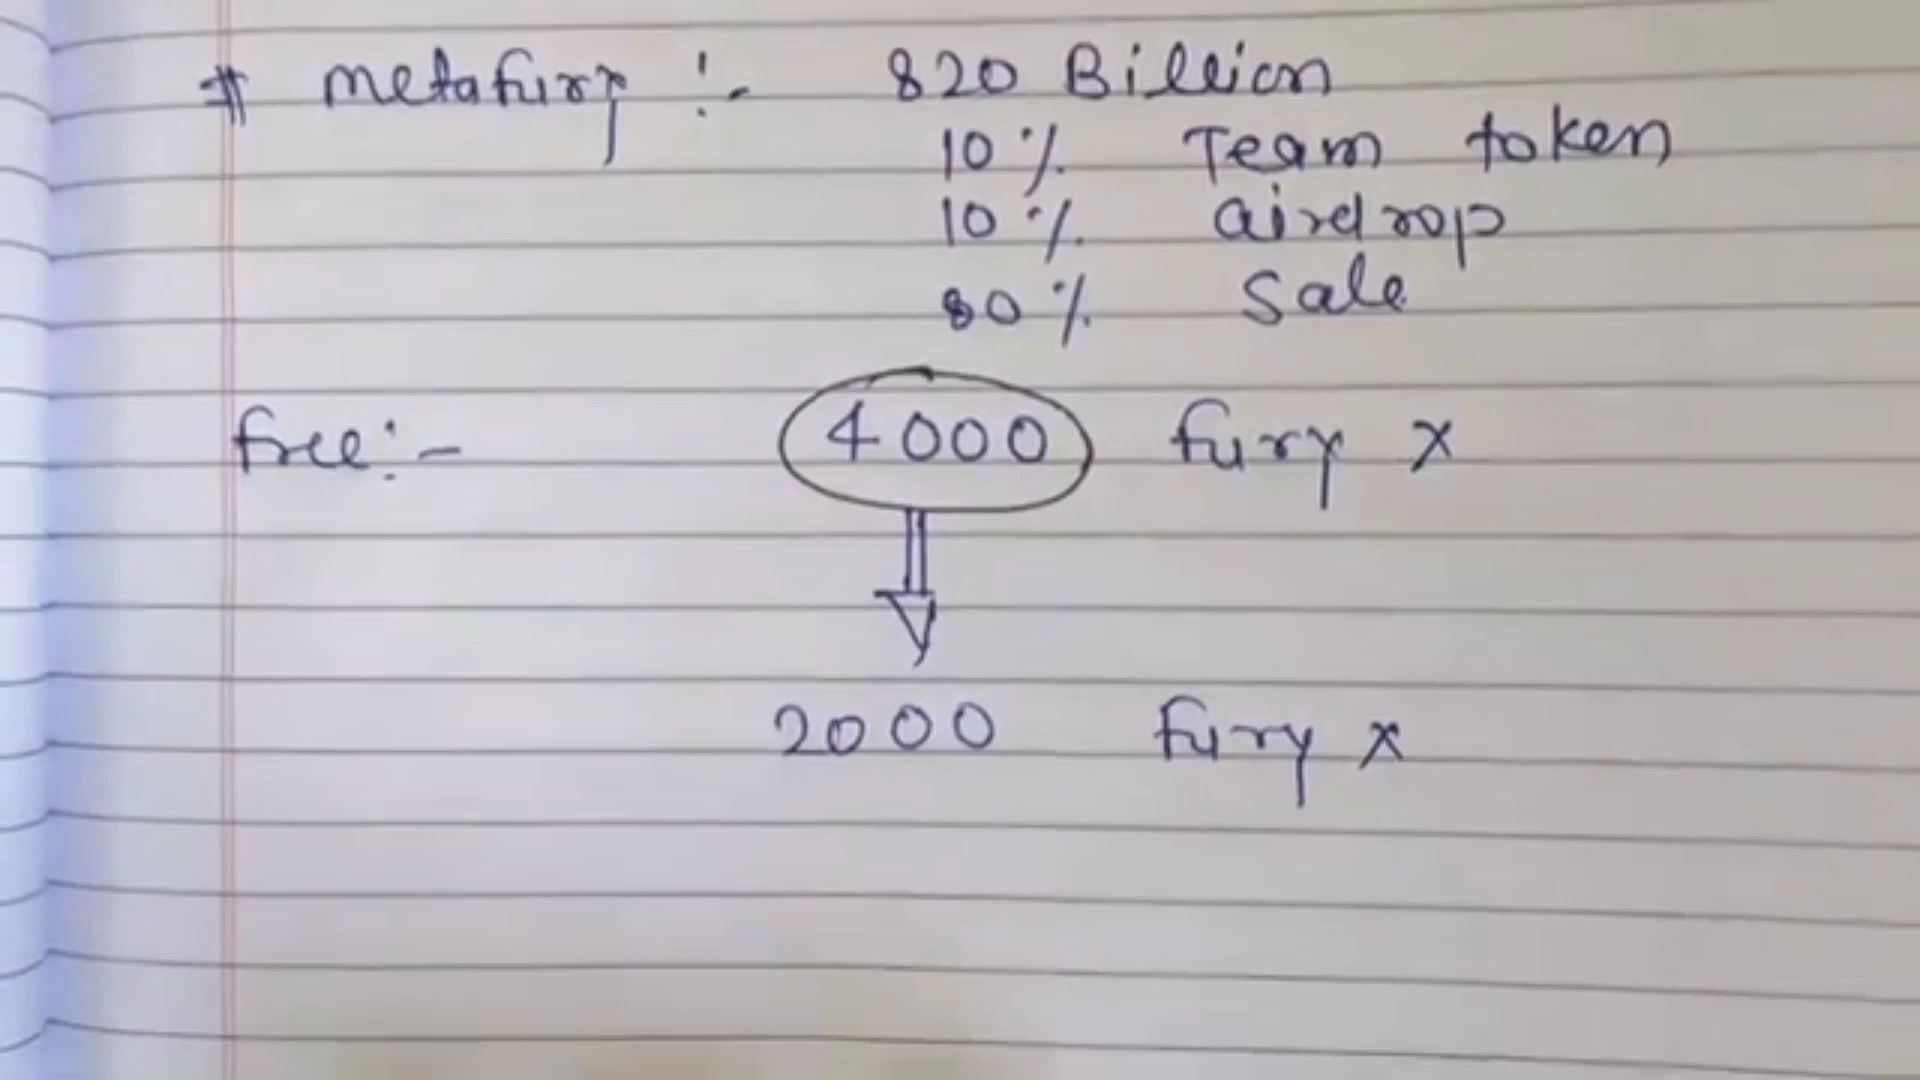 # metafury :- 820 Billion
10% Team token
10% airdrop
80% Sale
free :- 4000 fury x
2000 fury x